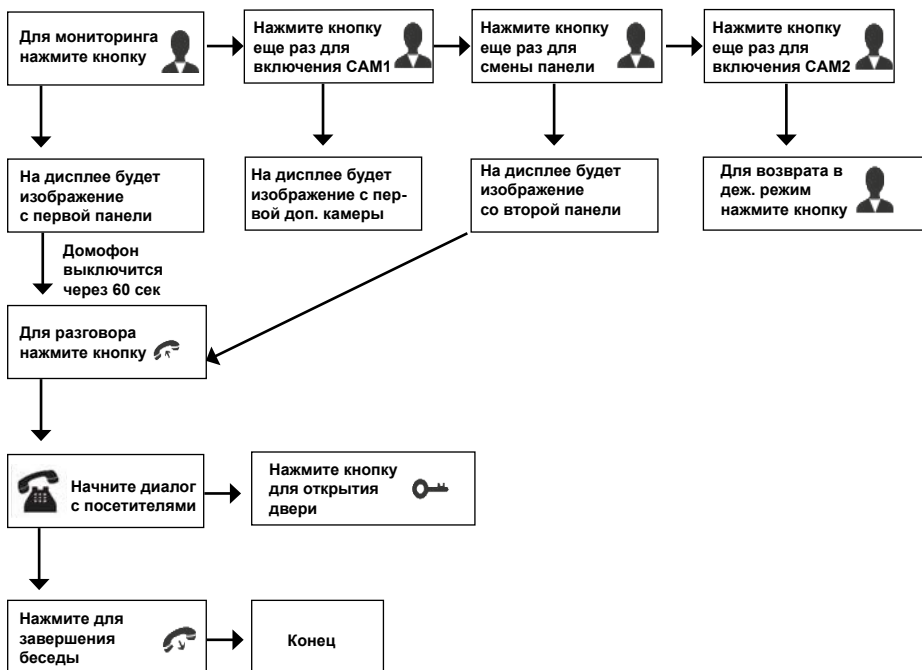 Для мониторинга
нажмите кнопку
Нажмите кнопку
еще раз для
включения CAM1
Нажмите кнопку
еще раз для
смены панели
Нажмите кнопку
еще раз для
включения CAM2
На дисплее будет
изображение
с первой панели
На дисплее будет
изображение с пер-
вой доп. камеры
На дисплее будет
изображение
со второй панели
Для возврата в
деж. режим
нажмите кнопку
Домофон
выключится
через 60 сек
Для разговора
нажмите кнопку
Начните диалог
с посетителями
Нажмите кнопку
для открытия
двери
Нажмите для
завершения
беседы
Конец